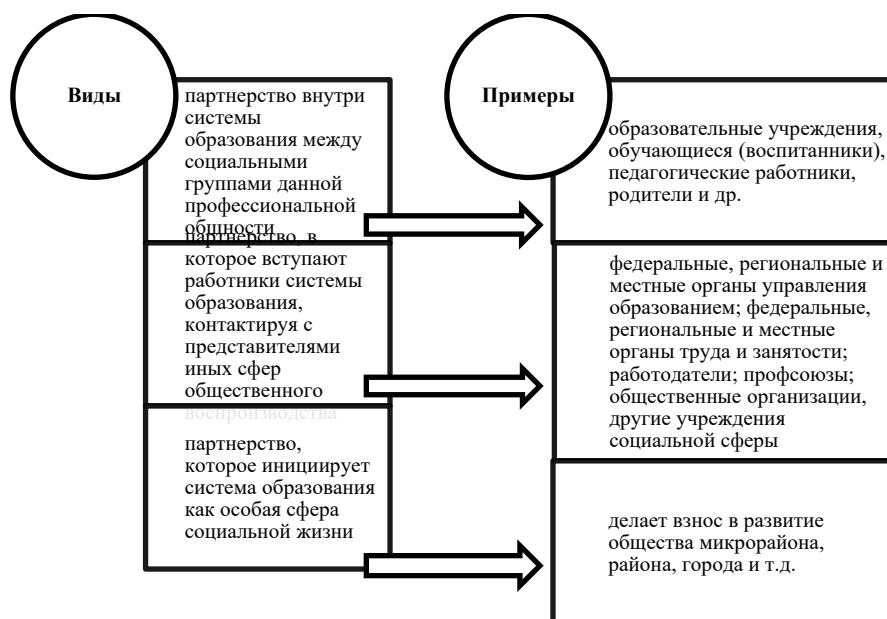 Виды
партнерство внутри
системы
образования между
социальными
группами данной
профессиональной
общности
партнерство, в
которое вступают
работники системы
образования,
контактируя с
представителями
иных сфер
общественного
воспроизводства
партнерство,
которое инициирует
система образования
как особая сфера
социальной жизни
Примеры
образовательные учреждения,
обучающиеся (воспитанники),
педагогические работники,
родители и др.
федеральные, региональные и
местные органы управления
образованием; федеральные,
региональные и местные
органы труда и занятости;
работодатели; профсоюзы;
общественные организации,
другие учреждения
социальной сферы
делает взнос в развитие
общества микрорайона,
района, города и т.д.